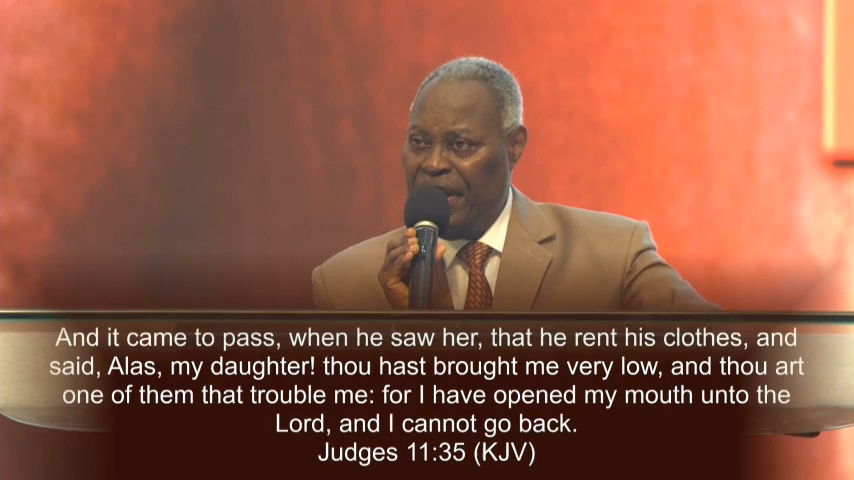 And it came to pass, when he saw her, that he rent his clothes, and
said, Alas, my daughter! thou hast brought me very low, and thou art
one of them that trouble me: for I have opened my mouth unto the
Lord, and I cannot go back.
Judges 11:35 (KJV)